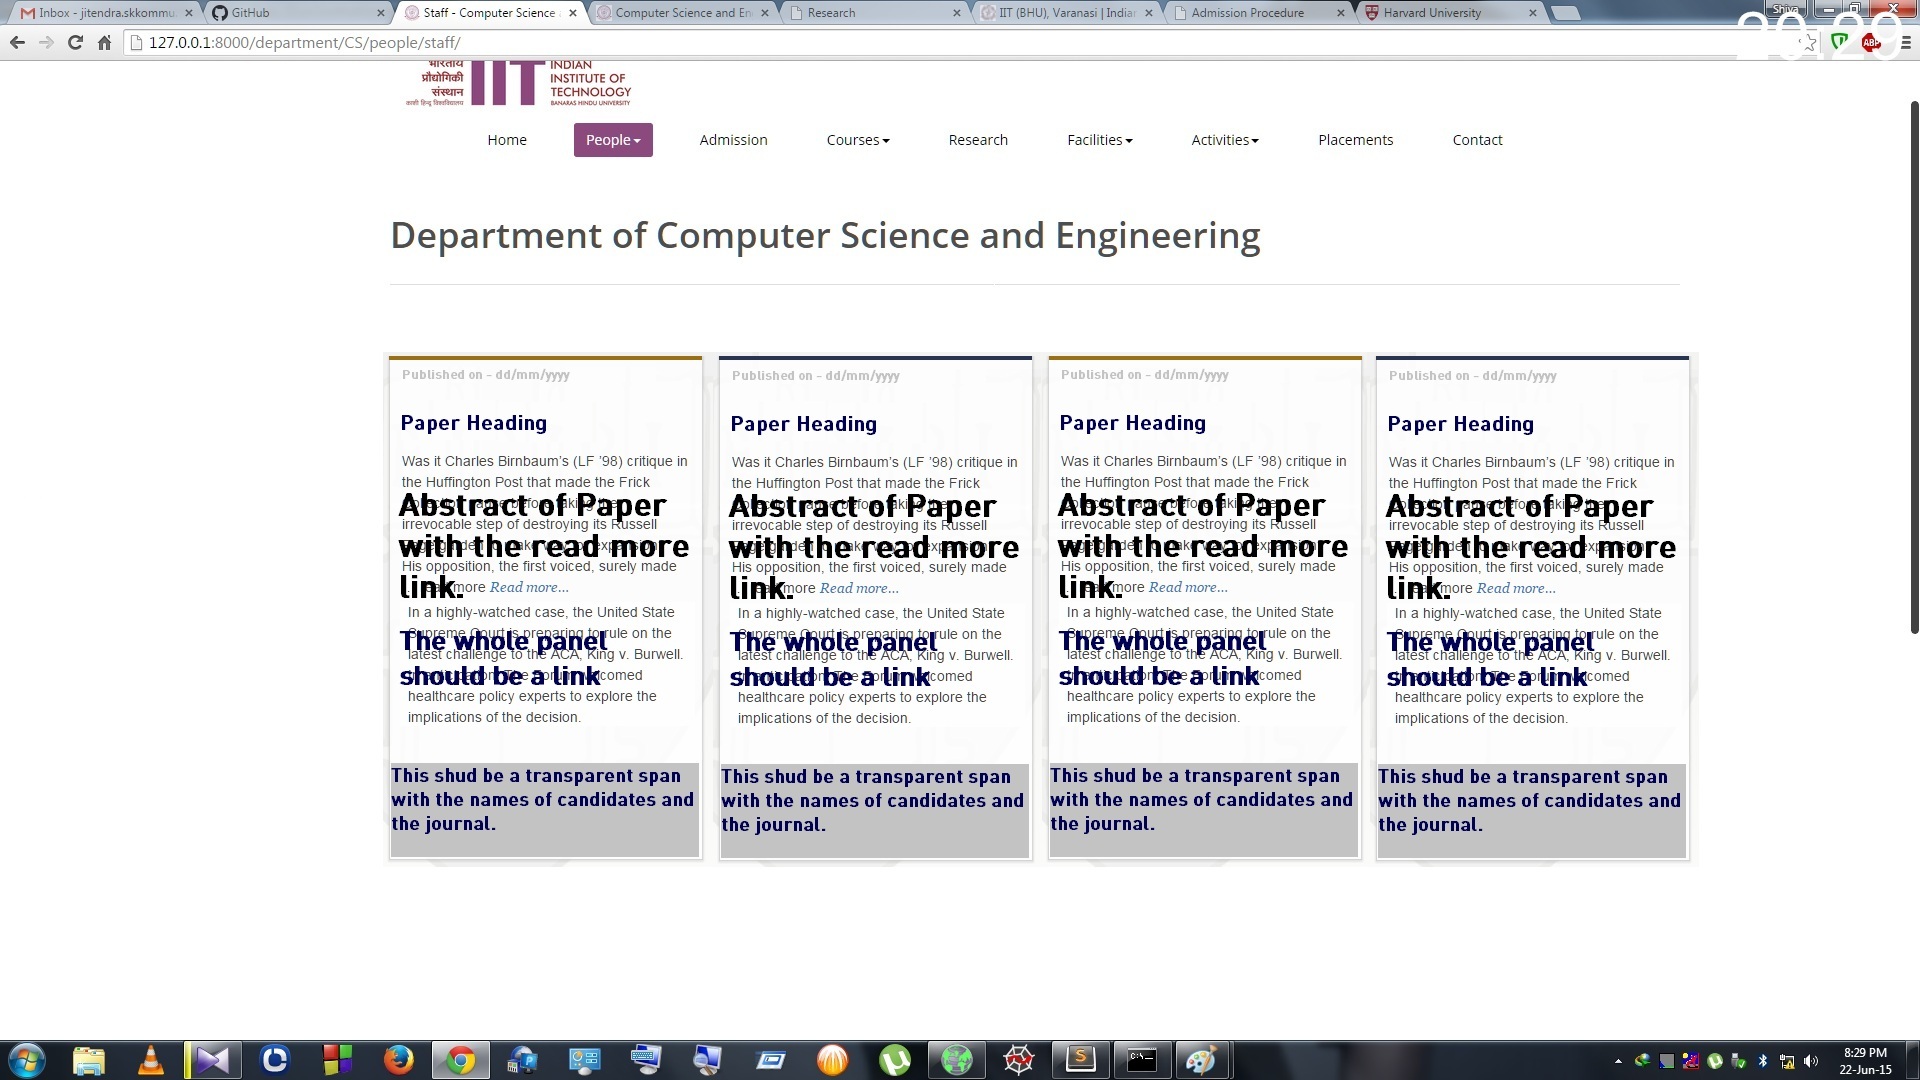 Inbox - jitendra.skkommu
GitHub
Staff - Computer Science
Computer Science and En
Research
IIT (BHU), Varanasi | India
Admission Procedure
Harvard University
Shiva
20:29
127.0.0.1:8000/department/CS/people/staff/
ABP
भारतीय
प्रौद्योगिकी
संस्थान
काशी हिन्दू विश्वविद्यालय
IIT
INDIAN
INSTITUTE OF
TECHNOLOGY
BANARAS HINDU UNIVERSITY
Home People Admission Courses Research Facilities Activities Placements Contact
Department of Computer Science and Engineering
Published on - dd/mm/yyyy
Paper Heading
Was it Charles Birnbaum's (LF '98) critique in
the Huffington Post that made the Frick
Abstract of Paper
irrevocable step of destroying its Russell
with the read more
His opposition, the first voiced, surely made
link.
more Read more...
In a highly-watched case, the United State
Supreme Court is preparing to rule on the
The whole panel
latest challenge to the ACA, King v. Burwell.
should be a link
healthcare policy experts to explore the
implications of the decision.
This shud be a transparent span
with the names of candidates and
the journal.
Published on - dd/mm/yyyy
Paper Heading
Was it Charles Birnbaum's (LF '98) critique in
the Huffington Post that made the Frick
Abstract of Paper
irrevocable step of destroying its Russell
with the read more
His opposition, the first voiced, surely made
link.
more Read more...
In a highly-watched case, the United State
Supreme Court is preparing to rule on the
The whole panel
latest challenge to the ACA, King v. Burwell.
should be a link
healthcare policy experts to explore the
implications of the decision.
This shud be a transparent span
with the names of candidates and
the journal.
Published on - dd/mm/yyyy
Paper Heading
Was it Charles Birnbaum's (LF '98) critique in
the Huffington Post that made the Frick
Abstract of Paper
irrevocable step of destroying its Russell
with the read more
His opposition, the first voiced, surely made
link.
more Read more...
In a highly-watched case, the United State
Supreme Court is preparing to rule on the
The whole panel
latest challenge to the ACA, King v. Burwell.
should be a link
healthcare policy experts to explore the
implications of the decision.
This shud be a transparent span
with the names of candidates and
the journal.
Published on - dd/mm/yyyy
Paper Heading
Was it Charles Birnbaum's (LF '98) critique in
the Huffington Post that made the Frick
Abstract of Paper
irrevocable step of destroying its Russell
with the read more
His opposition, the first voiced, surely made
link.
more Read more...
In a highly-watched case, the United State
Supreme Court is preparing to rule on the
The whole panel
latest challenge to the ACA, King v. Burwell.
should be a link
healthcare policy experts to explore the
implications of the decision.
This shud be a transparent span
with the names of candidates and
the journal.
8:29 PM
22-Jun-15